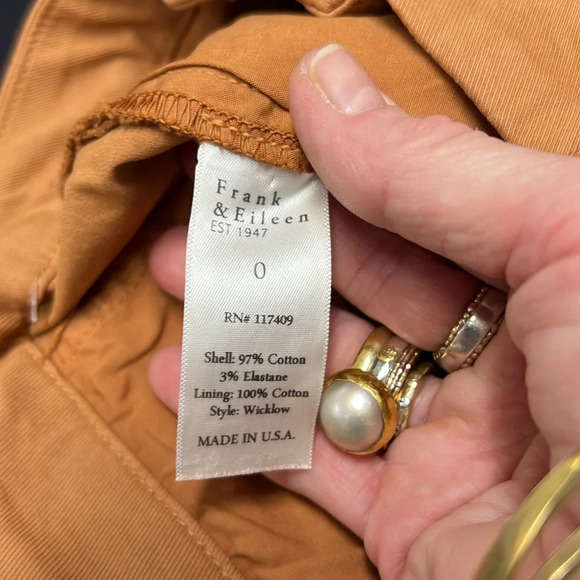 Frank
& Eileen
EST 1947
0
RN# 117409
Shell: 97% Cotton
3% Elastane
Lining: 100% Cotton
Style: Wicklow
MADE IN U.S.A.